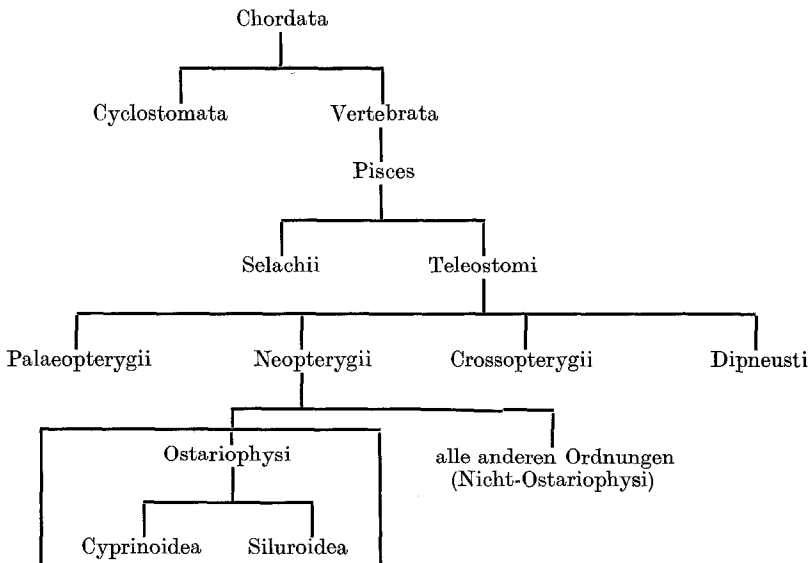 Chordata
Cyclostomata
Vertebrata
Pisces
Selachii
Teleostomi
Palaeopterygii
Neopterygii
Crossopterygii
Dipneusti
Ostariophysi
alle anderen Ordnungen
(Nicht-Ostariophysi)
Cyprinoidea
Siluroidea